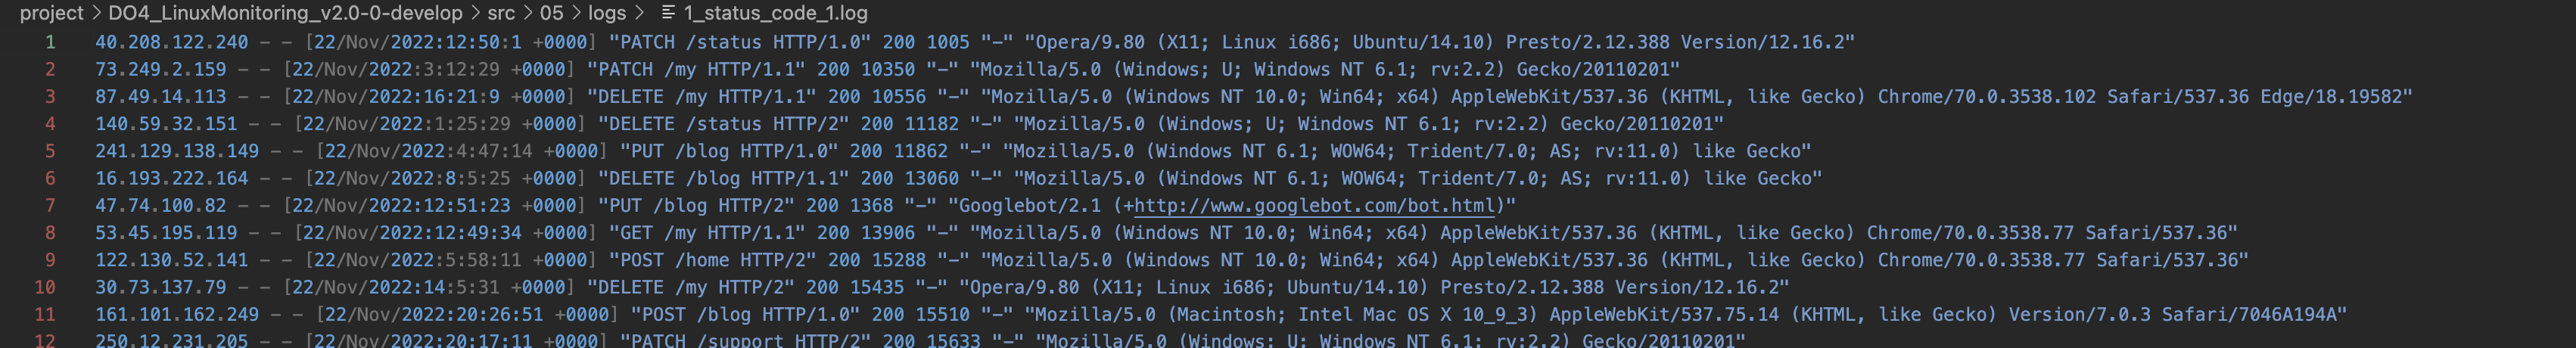 project > DO4_LinuxMonitoring_v2.0-0-develop > src > 05 > logs > 1_status_code_1.log
1 40.208.122.240 - - [22/Nov/2022:12:50:1 +0000] "PATCH /status HTTP/1.0" 200 1005 "-" "Opera/9.80 (X11; Linux i686; Ubuntu/14.10) Presto/2.12.388 Version/12.16.2"
2 73.249.2.159 - - [22/Nov/2022:3:12:29 +0000] "PATCH /my HTTP/1.1" 200 10350 "-" "Mozilla/5.0 (Windows; U; Windows NT 6.1; rv:2.2) Gecko/20110201"
3 87.49.14.113 - - [22/Nov/2022:16:21:9 +0000] "DELETE /my HTTP/1.1" 200 10556 "-" "Mozilla/5.0 (Windows NT 10.0; Win64; x64) AppleWebKit/537.36 (KHTML, like Gecko) Chrome/70.0.3538.102 Safari/537.36 Edge/18.19582"
4 140.59.32.151 - - [22/Nov/2022:1:25:29 +0000] "DELETE /status HTTP/2" 200 11182 "-" "Mozilla/5.0 (Windows; U; Windows NT 6.1; rv:2.2) Gecko/20110201"
5 241.129.138.149 - - [22/Nov/2022:4:47:14 +0000] "PUT /blog HTTP/1.0" 200 11862 "-" "Mozilla/5.0 (Windows NT 6.1; WOW64; Trident/7.0; AS; rv:11.0) like Gecko"
6 16.193.222.164 - - [22/Nov/2022:8:5:25 +0000] "DELETE /blog HTTP/1.1" 200 13060 "-" "Mozilla/5.0 (Windows NT 6.1; WOW64; Trident/7.0; AS; rv:11.0) like Gecko"
7 47.74.100.82 - - [22/Nov/2022:12:51:23 +0000] "PUT /blog HTTP/2" 200 1368 "-" "Googlebot/2.1 (+http://www.googlebot.com/bot.html)"
8 53.45.195.119 - - [22/Nov/2022:12:49:34 +0000] "GET /my HTTP/1.1" 200 13906 "-" "Mozilla/5.0 (Windows NT 10.0; Win64; x64) AppleWebKit/537.36 (KHTML, like Gecko) Chrome/70.0.3538.77 Safari/537.36"
9 122.130.52.141 - - [22/Nov/2022:5:58:11 +0000] "POST /home HTTP/2" 200 15288 "-" "Mozilla/5.0 (Windows NT 10.0; Win64; x64) AppleWebKit/537.36 (KHTML, like Gecko) Chrome/70.0.3538.77 Safari/537.36"
10 30.73.137.79 - - [22/Nov/2022:14:5:31 +0000] "DELETE /my HTTP/2" 200 15435 "-" "Opera/9.80 (X11; Linux i686; Ubuntu/14.10) Presto/2.12.388 Version/12.16.2"
11 161.101.162.249 - - [22/Nov/2022:20:26:51 +0000] "POST /blog HTTP/1.0" 200 15510 "-" "Mozilla/5.0 (Macintosh; Intel Mac OS X 10_9_3) AppleWebKit/537.75.14 (KHTML, like Gecko) Version/7.0.3 Safari/7046A194A"
12 250.12.231.205 - - [22/Nov/2022:20:17:11 +0000] "PATCH /support HTTP/2" 200 15633 "-" "Mozilla/5.0 (Windows; U; Windows NT 6.1; rv:2.2) Gecko/20110201"